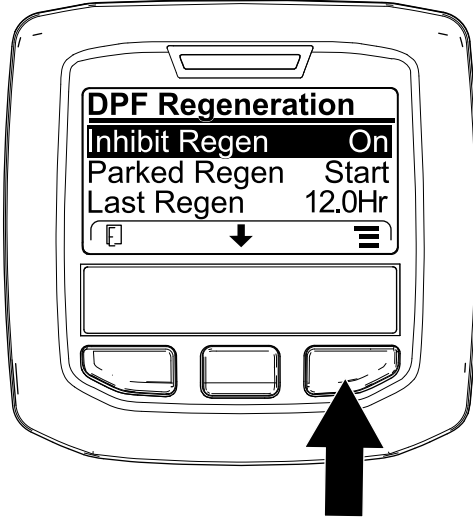 DPF Regeneration
Inhibit Regen On
Parked Regen Start
Last Regen 12.0Hr